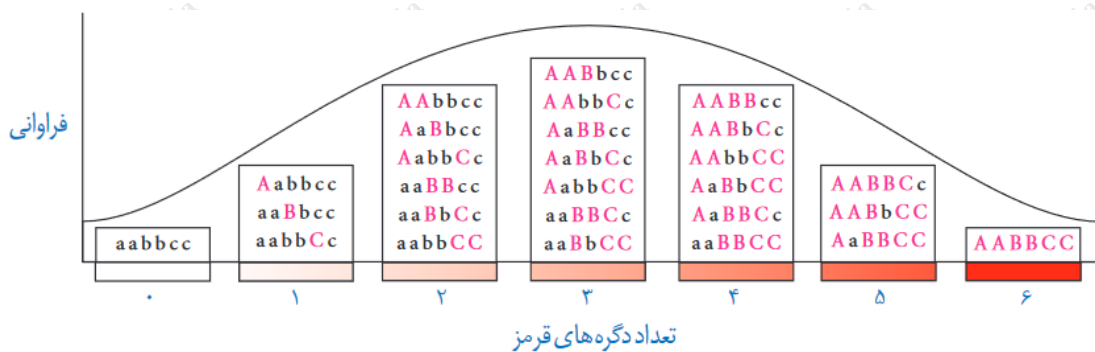 فراوانی
aabbcc
Aabbcc
aaBbcc
aabbCc
AAbbcc
AaBbcc
AabbCc
aaBBcc
aaBbCc
aabbCC
AABbcc
AAbbCc
AaBBcc
AaBbCc
AabbCC
aaBBCc
aaBbCC
AABBcc
AABbCc
AAbbCC
AaBbCC
AaBBCc
aaBBCC
AABBCc
AABbCC
AaBBCC
AABBCC
۰ ۱ ۲ ۳ ۴ ۵ ۶
تعداد دگره‌های قرمز